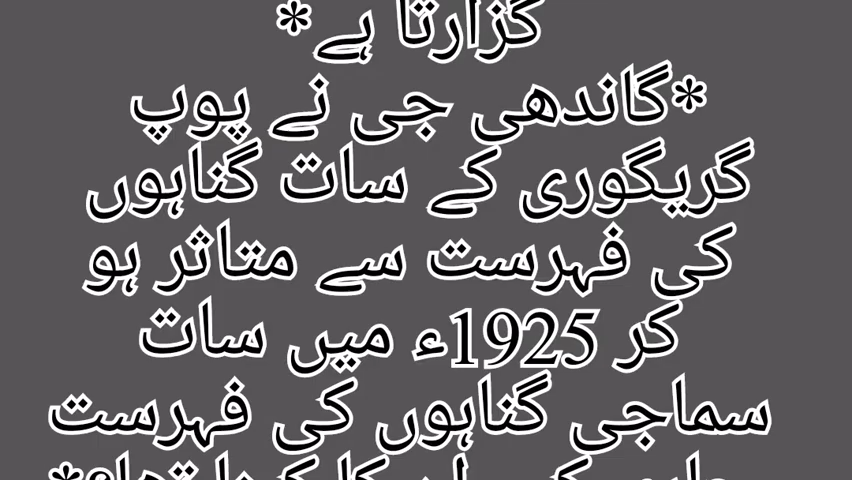 گزارتا ہے*
*گاندھی جی نے پوپ
گریگوری کے سات گناہوں
کی فہرست سے متاثر ہو
کر 1925ء میں سات
سماجی گناہوں کی فہرست